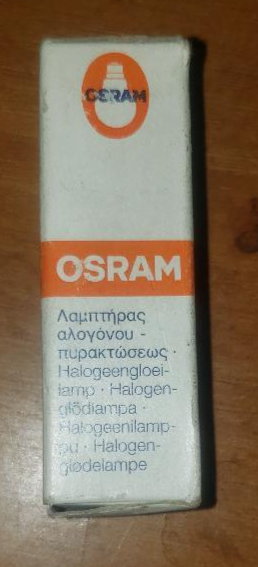 OSRAM
OSRAM
Λαμπτήρας
αλογόνου -
πυρακτώσεως ·
Halogeengloei-
lamp · Halogen-
glödlampa ·
Halogeenilamp-
pu · Halogen-
glødelampe